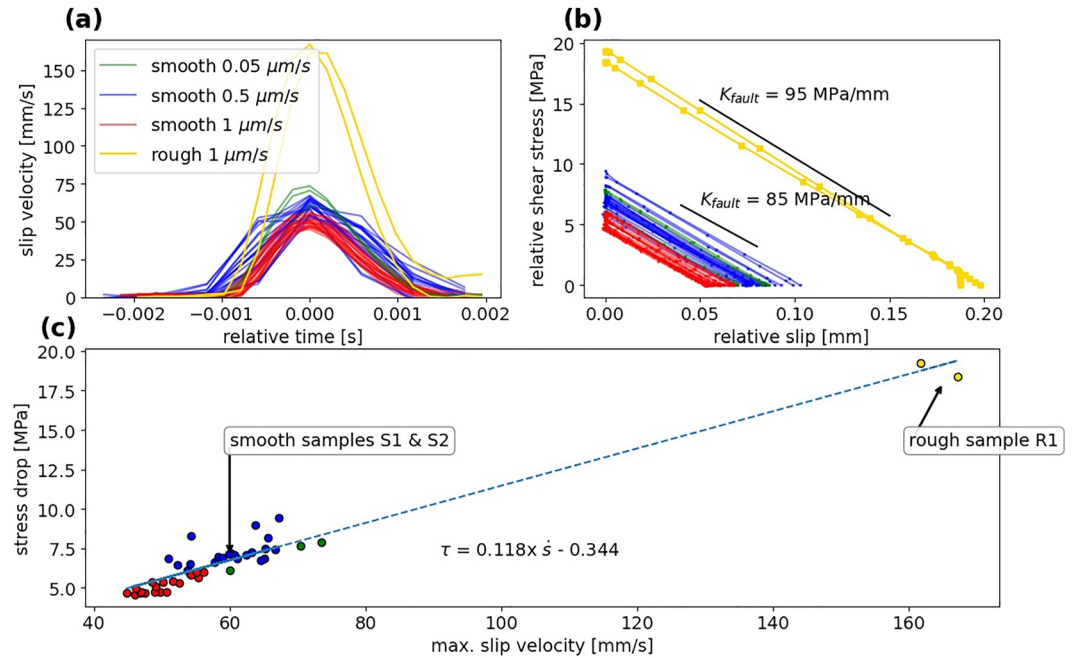 (a)
smooth 0.05 μm/s
smooth 0.5 μm/s
smooth 1 μm/s
rough 1 μm/s
slip velocity [mm/s]
150
125
100
75
50
25
0
−0.002 −0.001 0.000 0.001 0.002
relative time [s]
(b)
K_fault = 95 MPa/mm
K_fault = 85 MPa/mm
relative shear stress [MPa]
20
15
10
5
0
0.00 0.05 0.10 0.15 0.20
relative slip [mm]
(c)
smooth samples S1 & S2
rough sample R1
τ = 0.118x ṡ - 0.344
stress drop [MPa]
20.0
17.5
15.0
12.5
10.0
7.5
5.0
40 60 80 100 120 140 160
max. slip velocity [mm/s]